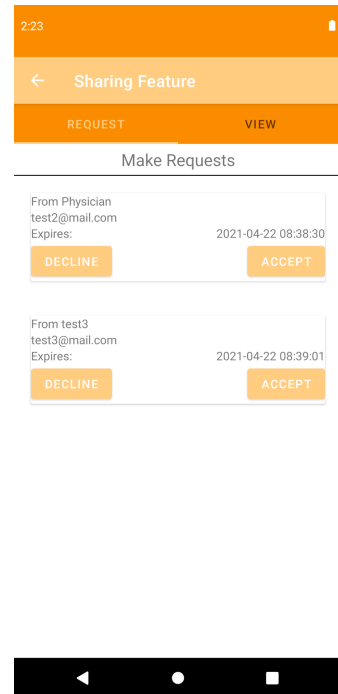 2:23
Sharing Feature
REQUEST VIEW
Make Requests
From Physician
test2@mail.com
Expires: 2021-04-22 08:38:30
DECLINE ACCEPT
From test3
test3@mail.com
Expires: 2021-04-22 08:39:01
DECLINE ACCEPT